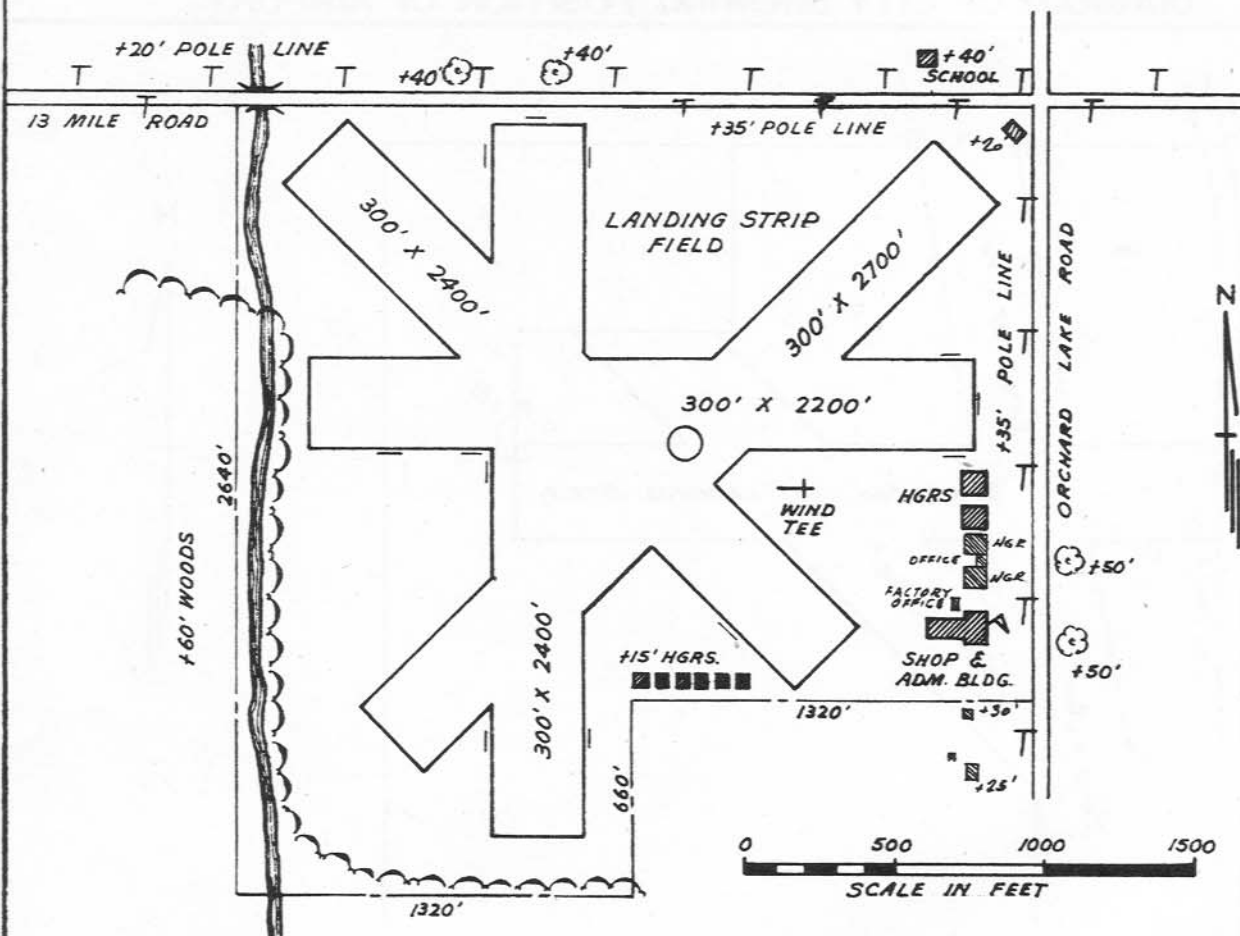 +20' POLE LINE
+40'
+40'
+40'
SCHOOL
13 MILE ROAD
+35' POLE LINE
+20
LANDING STRIP
FIELD
300' X 2400'
300' X 2700'
+35' POLE LINE
ORCHARD LAKE ROAD
N
300' X 2200'
2640'
+60' WOODS
WIND
TEE
HGRS
HGR
OFFICE
HGR
FACTORY
OFFICE
+50'
SHOP &
ADM. BLDG.
+50'
300' X 2400'
+15' HGRS.
1320'
+30'
660'
+25'
0 500 1000 1500
SCALE IN FEET
1320'